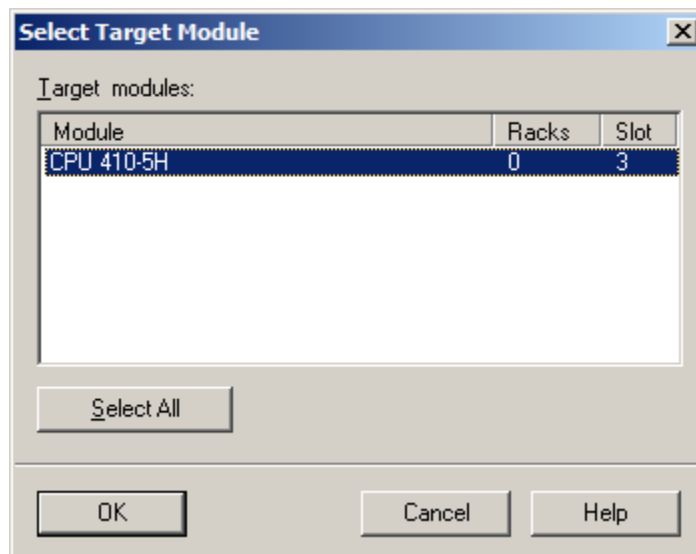 Select Target Module
Target modules:
Module Racks Slot
CPU 410-5H 0 3
Select All
OK Cancel Help